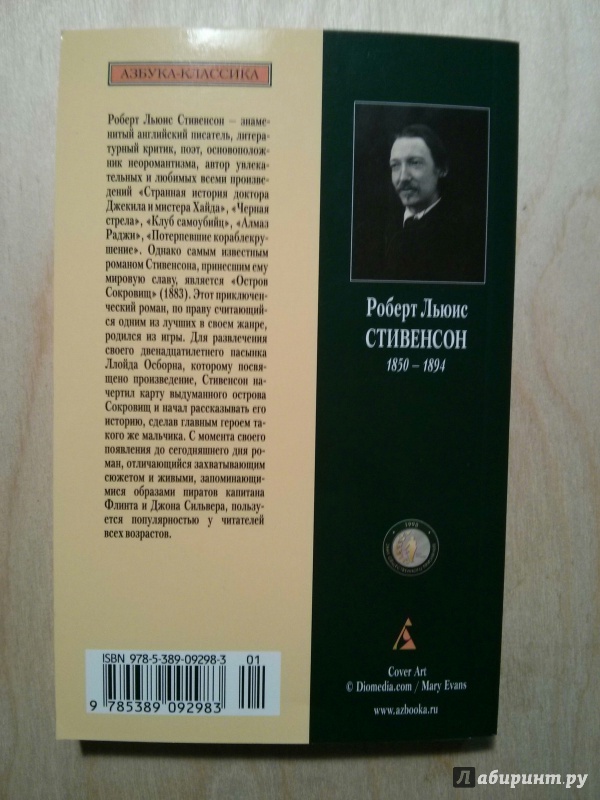 АЗБУКА-КЛАССИКА
Роберт Льюис Стивенсон — знаме-
нитый английский писатель, литера-
турный критик, поэт, основополож-
ник неоромантизма, автор увлека-
тельных и любимых всеми произве-
дений «Странная история доктора
Джекила и мистера Хайда», «Черная
стрела», «Клуб самоубийц», «Алмаз
Раджи», «Потерпевшие кораблекру-
шение». Однако самым известным
романом Стивенсона, принесшим ему
мировую славу, является «Остров
Сокровищ» (1883). Этот приключен-
ческий роман, по праву считающий-
ся одним из лучших в своем жанре,
родился из игры. Для развлечения
своего двенадцатилетнего пасынка
Ллойда Осборна, которому посвя-
щено произведение, Стивенсон на-
чертил карту выдуманного острова
Сокровищ и начал рассказывать его
историю, сделав главным героем та-
кого же мальчика. С момента своего
появления до сегодняшнего дня ро-
ман, отличающийся захватывающим
сюжетом и живыми, запоминающи-
мися образами пиратов капитана
Флинта и Джона Сильвера, пользу-
ется популярностью у читателей
всех возрастов.
ISBN 978-5-389-09298-3
01
9 785389 092983
Роберт Льюис
СТИВЕНСОН
1850 – 1894
1995
Cover Art
© Diomedia.com / Mary Evans
www.azbooka.ru
Лабиринт.ру